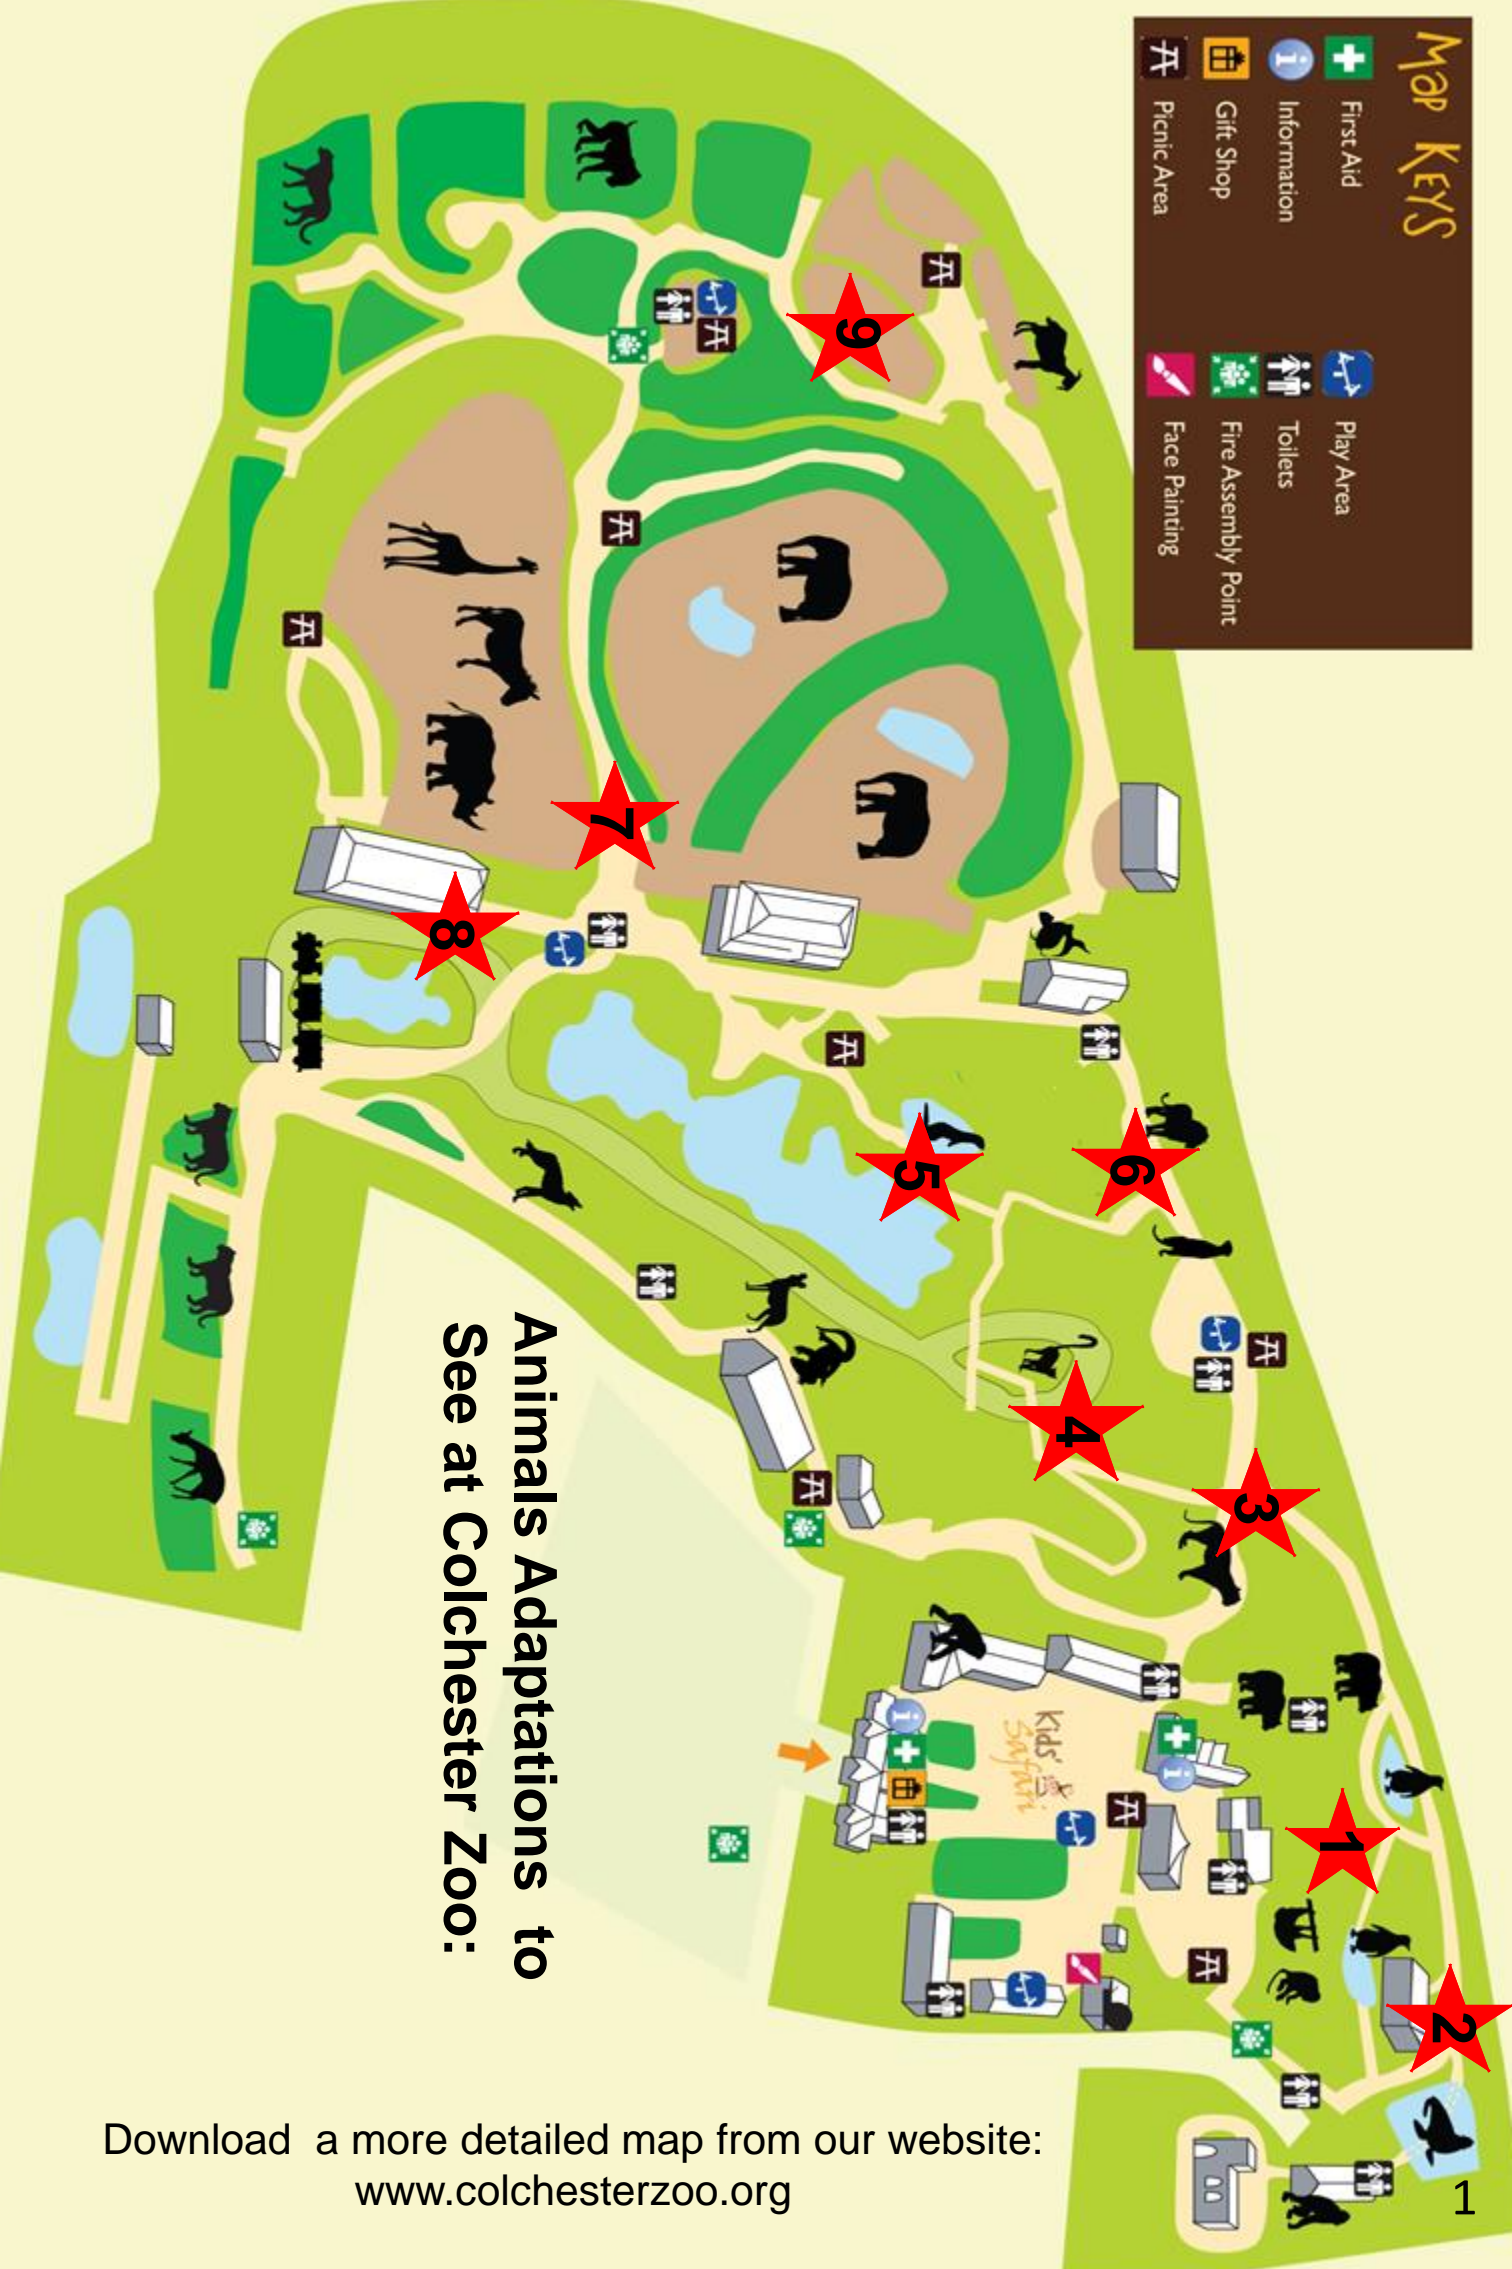 Map KEYS
First Aid
Information
Gift Shop
Picnic Area
Play Area
Toilets
Fire Assembly Point
Face Painting
9
7
8
5
6
4
3
1
2
Kids'
Safari
Animals Adaptations to
See at Colchester Zoo:
Download a more detailed map from our website:
www.colchesterzoo.org
1